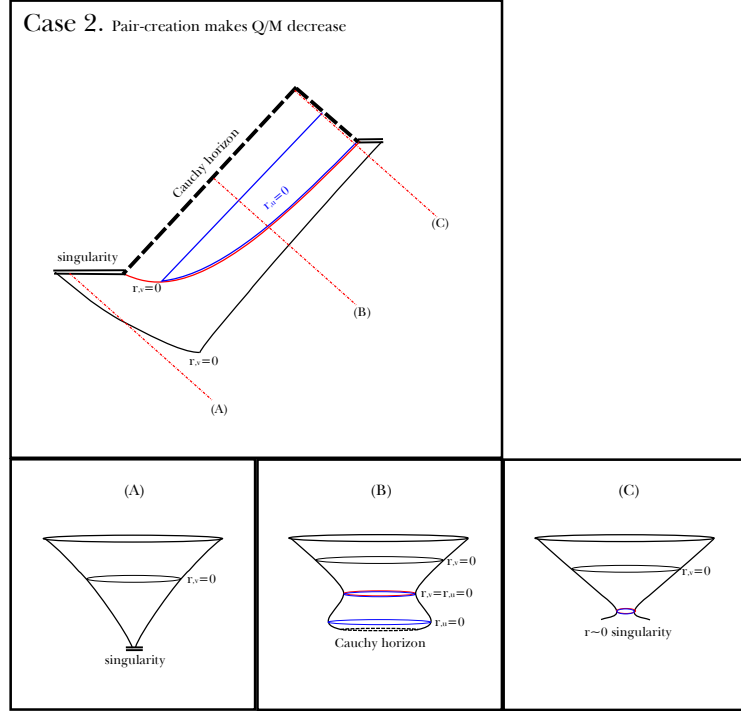 Case 2. Pair-creation makes Q/M decrease
Cauchy horizon
r,u=0
(C)
singularity
r,v=0
(B)
r,v=0
(A)
(A)
r,v=0
singularity
(B)
r,v=0
r,v=r,u=0
r,u=0
Cauchy horizon
(C)
r,v=0
r~0 singularity